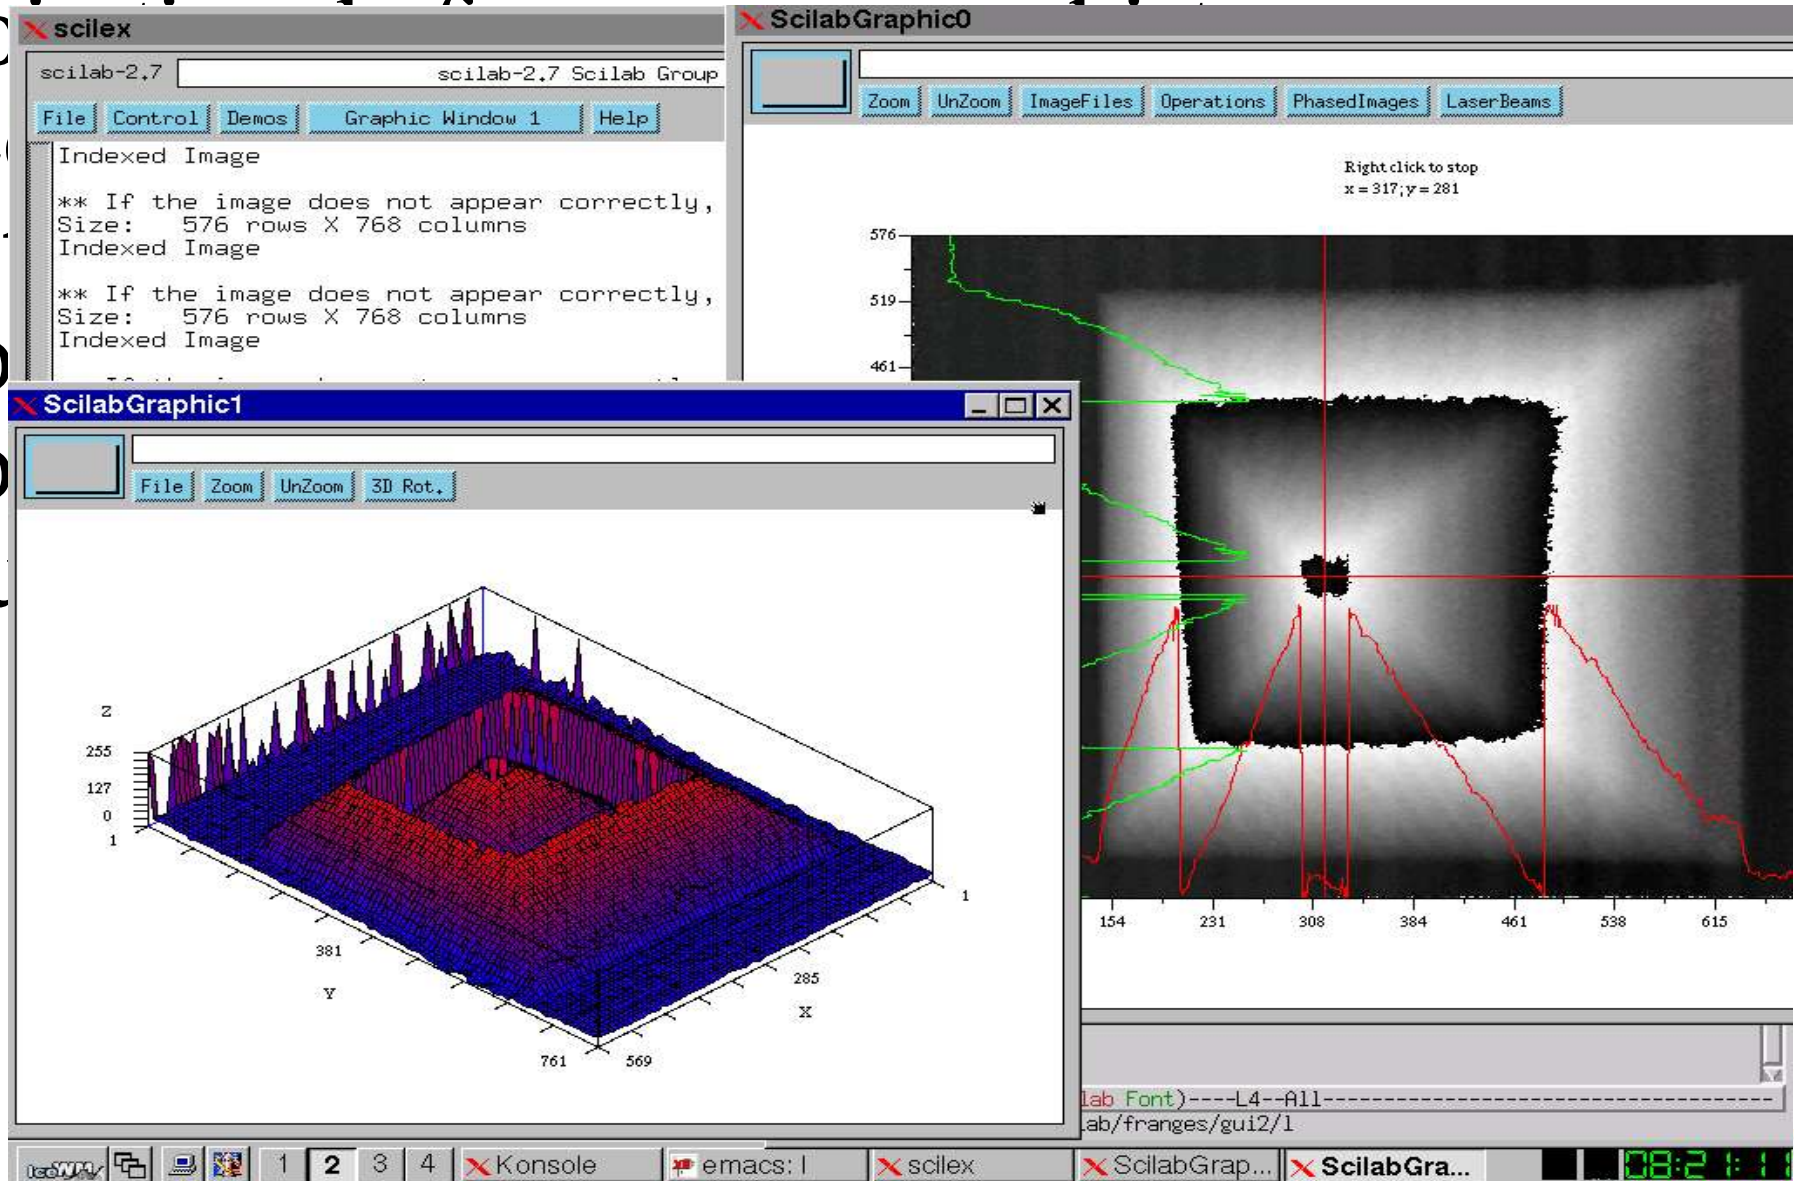 scilex
scilab-2.7
scilab-2.7 Scilab Group
File Control Demos Graphic Window 1 Help
Indexed Image
** If the image does not appear correctly,
Size: 576 rows X 768 columns
Indexed Image
** If the image does not appear correctly,
Size: 576 rows X 768 columns
Indexed Image
ScilabGraphic0
Zoom UnZoom ImageFiles Operations PhasedImages LaserBeams
Right click to stop
x = 317; y = 281
576
519
461
154 231 308 384 461 538 615
ScilabGraphic1
File Zoom UnZoom 3D Rot.
Z
255
127
0
1
381
Y
761
569
285
X
1
lab Font)----L4--All-----------------------------------
lab/franges/gui2/l
IceWM 1 2 3 4 Konsole emacs: l scilex ScilabGrap... ScilabGra... 08:21:11